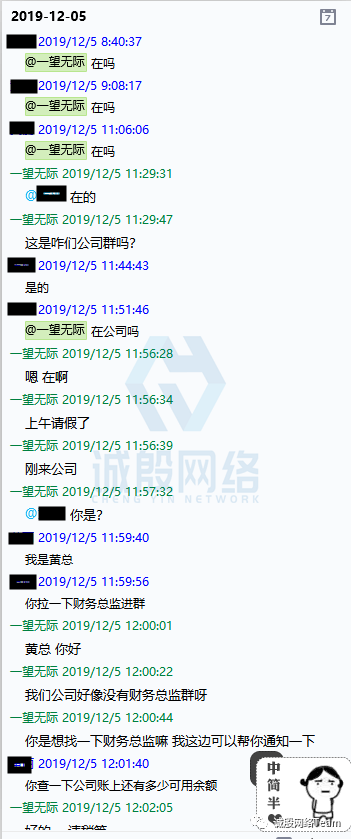 2019-12-05
7
2019/12/5 8:40:37
@一望无际 在吗
2019/12/5 9:08:17
@一望无际 在吗
2019/12/5 11:06:06
@一望无际 在吗
一望无际 2019/12/5 11:29:31
@ 在的
一望无际 2019/12/5 11:29:47
这是咋们公司群吗?
2019/12/5 11:44:43
是的
2019/12/5 11:51:46
@一望无际 在公司吗
一望无际 2019/12/5 11:56:28
嗯 在啊
一望无际 2019/12/5 11:56:34
上午请假了
一望无际 2019/12/5 11:56:39
刚来公司
诚殷网络
CHENG YIN NETWORK
一望无际 2019/12/5 11:57:32
@ 你是?
2019/12/5 11:59:40
我是黄总
2019/12/5 11:59:56
你拉一下财务总监进群
一望无际 2019/12/5 12:00:01
黄总 你好
一望无际 2019/12/5 12:00:22
我们公司好像没有财务总监群呀
一望无际 2019/12/5 12:00:44
你是想找一下财务总监嘛 我这边可以帮你通知一下
2019/12/5 12:01:40
你查一下公司账上还有多少可用余额
一望无际 2019/12/5 12:02:05
好的
中
简
半
诚殷网络Team